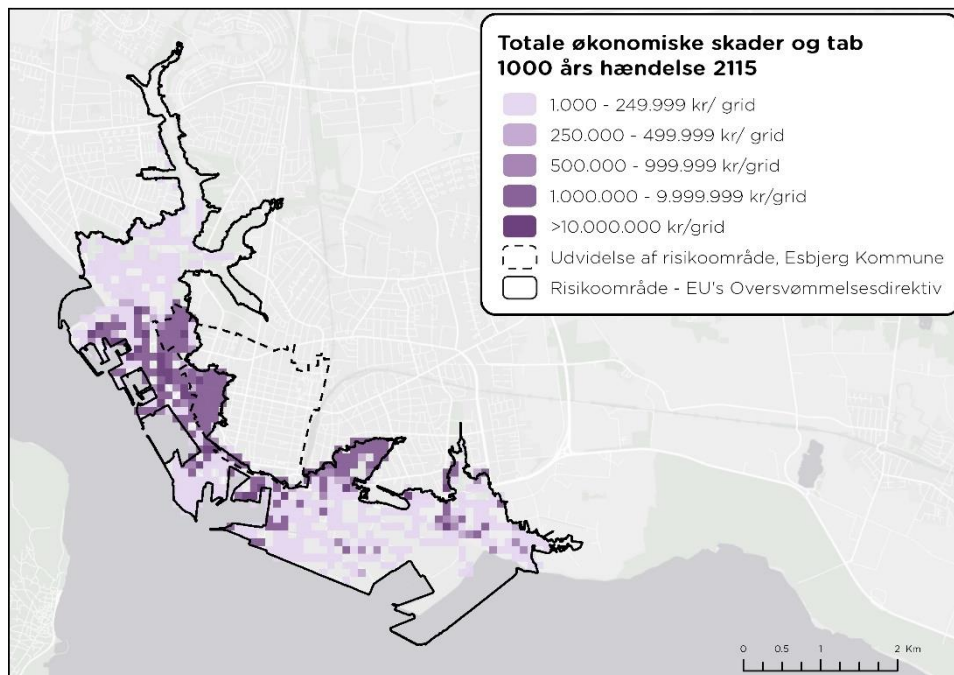 Totale økonomiske skader og tab
1000 års hændelse 2115
1.000 - 249.999 kr/ grid
250.000 - 499.999 kr/ grid
500.000 - 999.999 kr/grid
1.000.000 - 9.999.999 kr/grid
>10.000.000 kr/grid
Udvidelse af risikoområde, Esbjerg Kommune
Risikoområde - EU's Oversvømmelsesdirektiv
0 0.5 1 2 Km